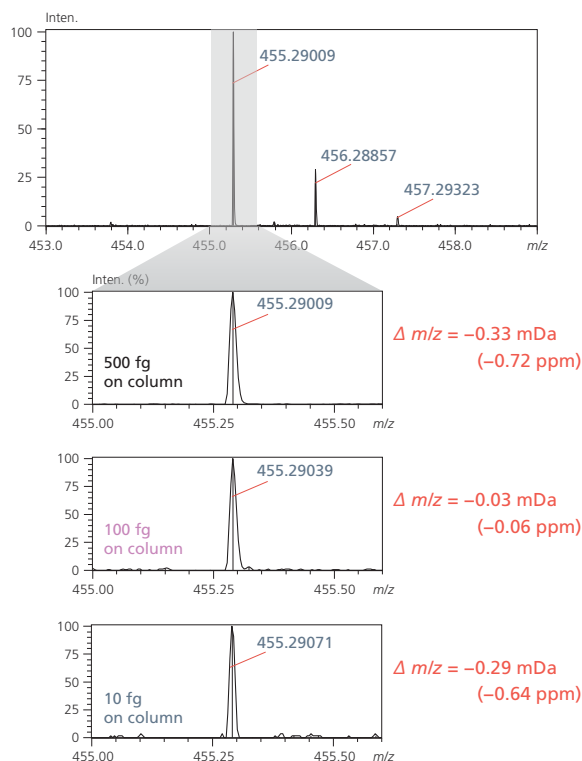 Inten.
100
75
50
25
0
455.29009
456.28857
457.29323
453.0 454.0 455.0 456.0 457.0 458.0 m/z
Inten. (%)
100
75
50
25
0
455.29009
500 fg
on column
455.00 455.25 455.50 m/z
Δ m/z = −0.33 mDa
(−0.72 ppm)
100
75
50
25
0
455.29039
100 fg
on column
455.00 455.25 455.50 m/z
Δ m/z = −0.03 mDa
(−0.06 ppm)
100
75
50
25
0
455.29071
10 fg
on column
455.00 455.25 455.50 m/z
Δ m/z = −0.29 mDa
(−0.64 ppm)